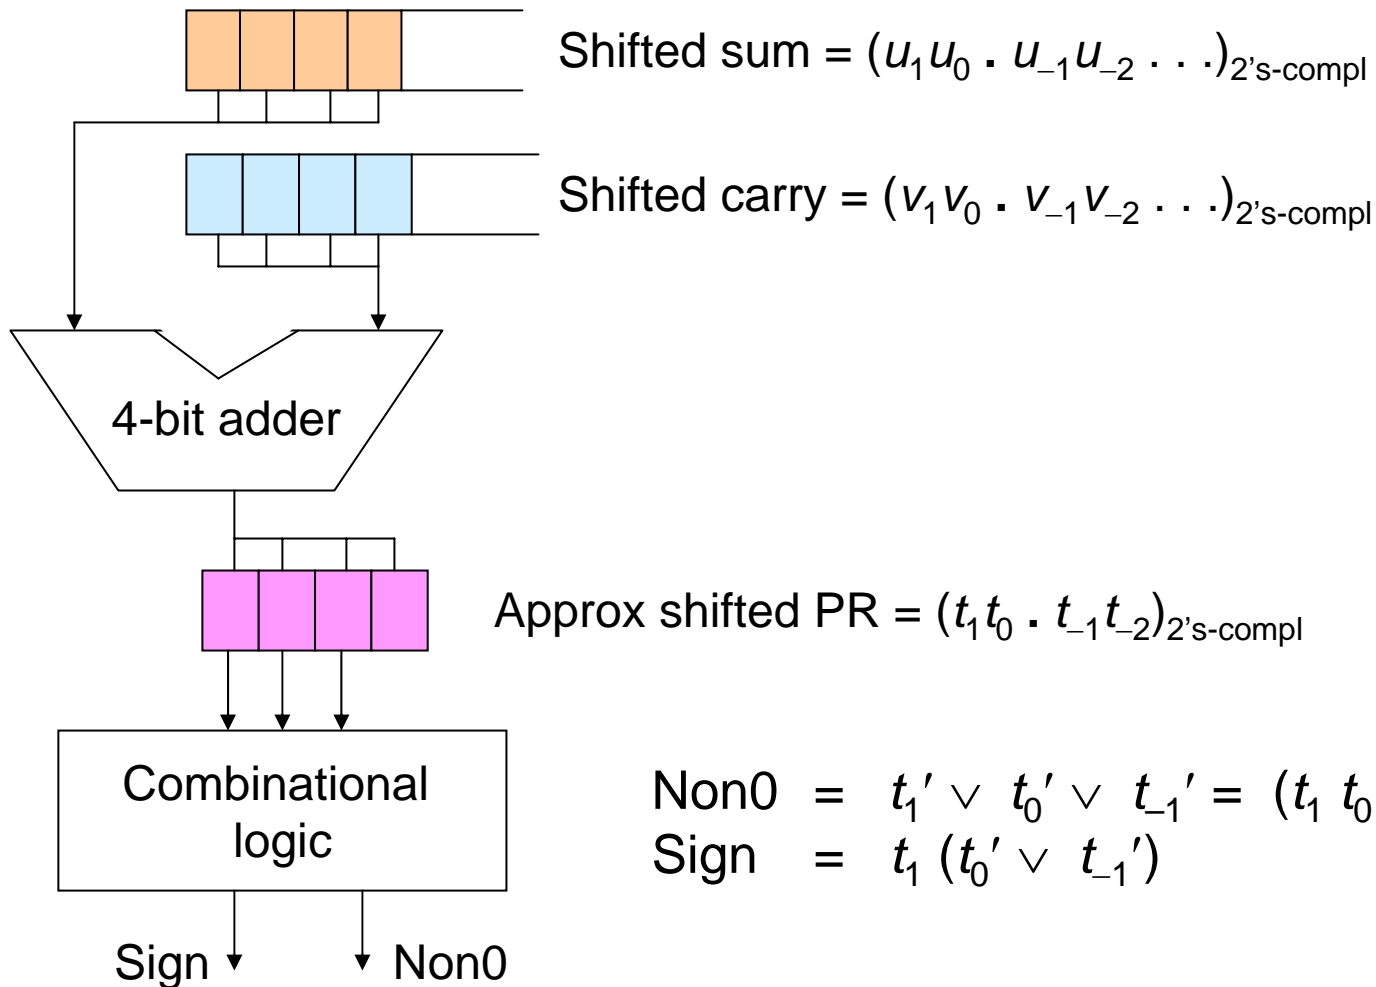 Shifted sum = (u₁u₀ . u₋₁u₋₂ . . .)2's-compl
Shifted carry = (v₁v₀ . v₋₁v₋₂ . . .)2's-compl
4-bit adder
Approx shifted PR = (t₁t₀ . t₋₁t₋₂)2's-compl
Combinational
logic
Non0 = t₁′ ∨ t₀′ ∨ t₋₁′ = (t₁ t₀
Sign = t₁ (t₀′ ∨ t₋₁′)
Sign
Non0